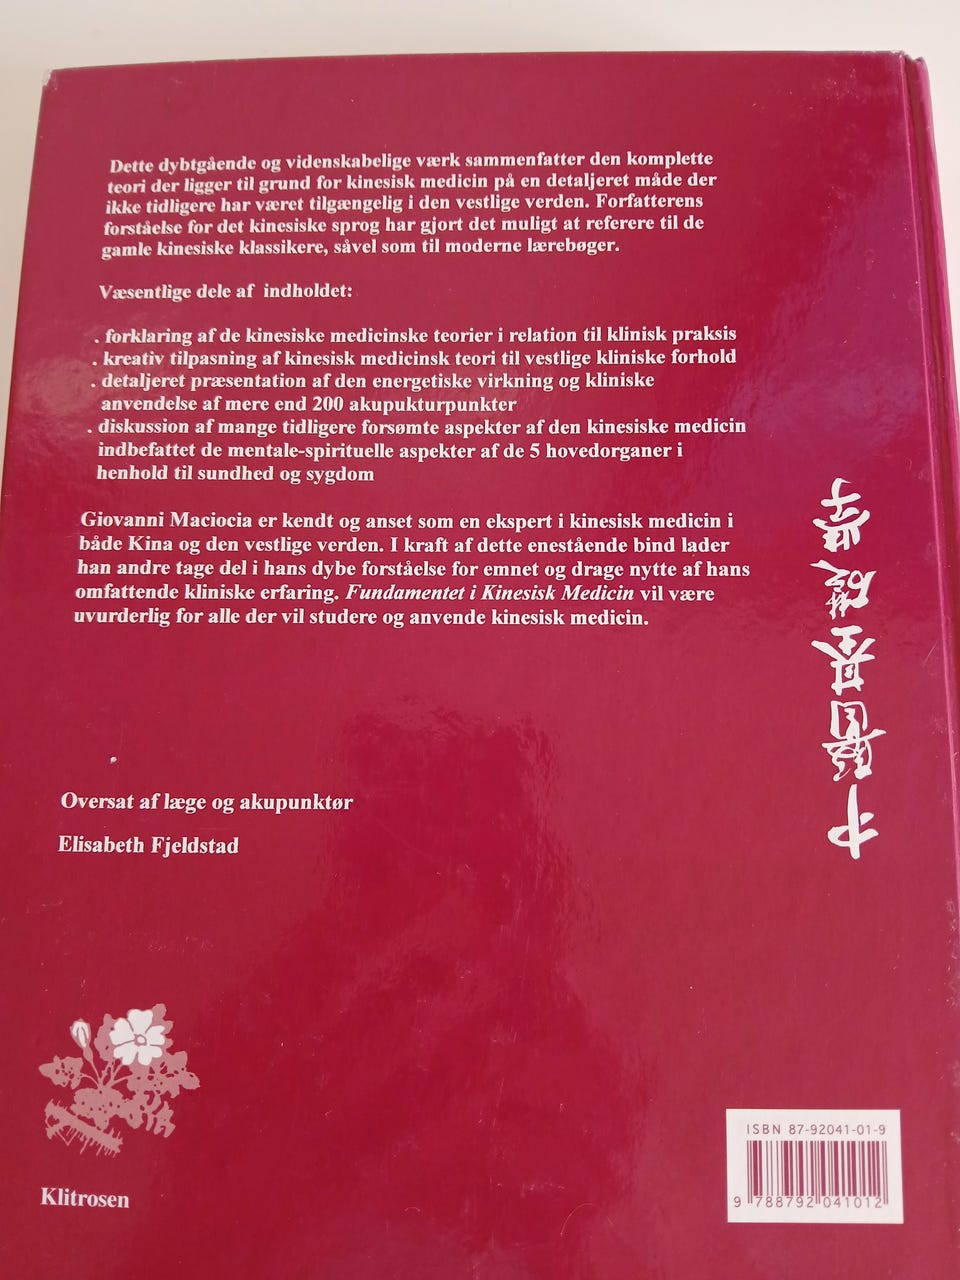 Dette dybtgående og videnskabelige værk sammenfatter den komplette
teori der ligger til grund for kinesisk medicin på en detaljeret måde der
ikke tidligere har været tilgængelig i den vestlige verden. Forfatterens
forståelse for det kinesiske sprog har gjort det muligt at referere til de
gamle kinesiske klassikere, såvel som til moderne lærebøger.
Væsentlige dele af indholdet:
. forklaring af de kinesiske medicinske teorier i relation til klinisk praksis
. kreativ tilpasning af kinesisk medicinsk teori til vestlige kliniske forhold
. detaljeret præsentation af den energetiske virkning og kliniske
anvendelse af mere end 200 akupukturpunkter
. diskussion af mange tidligere forsømte aspekter af den kinesiske medicin
indbefattet de mentale-spirituelle aspekter af de 5 hovedorganer i
henhold til sundhed og sygdom
Giovanni Maciocia er kendt og anset som en ekspert i kinesisk medicin i
både Kina og den vestlige verden. I kraft af dette enestående bind lader
han andre tage del i hans dybe forståelse for emnet og drage nytte af hans
omfattende kliniske erfaring. Fundamentet i Kinesisk Medicin vil være
uvurderlig for alle der vil studere og anvende kinesisk medicin.
中醫基礎學
Oversat af læge og akupunktør
Elisabeth Fjeldstad
Klitrosen
ISBN 87-92041-01-9
9 788792 041012